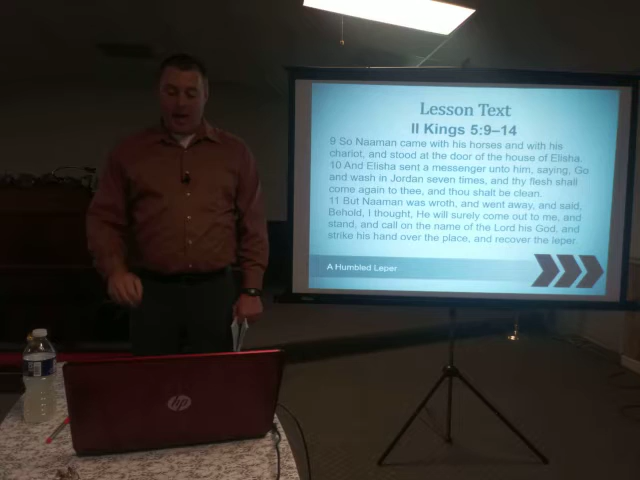 Lesson Text
II Kings 5:9–14
9 So Naaman came with his horses and with his
chariot, and stood at the door of the house of Elisha.
10 And Elisha sent a messenger unto him, saying, Go
and wash in Jordan seven times, and thy flesh shall
come again to thee, and thou shalt be clean.
11 But Naaman was wroth, and went away, and said,
Behold, I thought, He will surely come out to me, and
stand, and call on the name of the Lord his God, and
strike his hand over the place, and recover the leper.
A Humbled Leper
hp